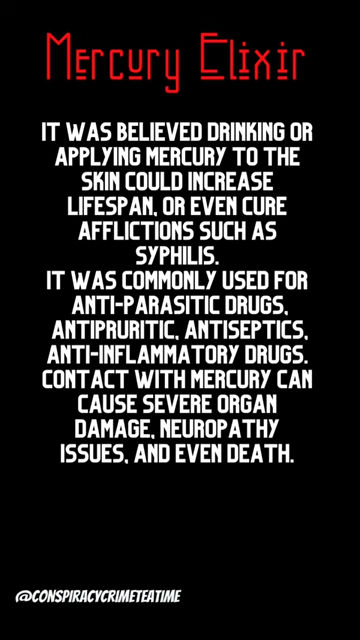 Mercury Elixir
IT WAS BELIEVED DRINKING OR
APPLYING MERCURY TO THE
SKIN COULD INCREASE
LIFESPAN, OR EVEN CURE
AFFLICTIONS SUCH AS
SYPHILIS.
IT WAS COMMONLY USED FOR
ANTI-PARASITIC DRUGS,
ANTIPRURITIC, ANTISEPTICS,
ANTI-INFLAMMATORY DRUGS.
CONTACT WITH MERCURY CAN
CAUSE SEVERE ORGAN
DAMAGE, NEUROPATHY
ISSUES, AND EVEN DEATH.
@CONSPIRACYCRIMETEATIME